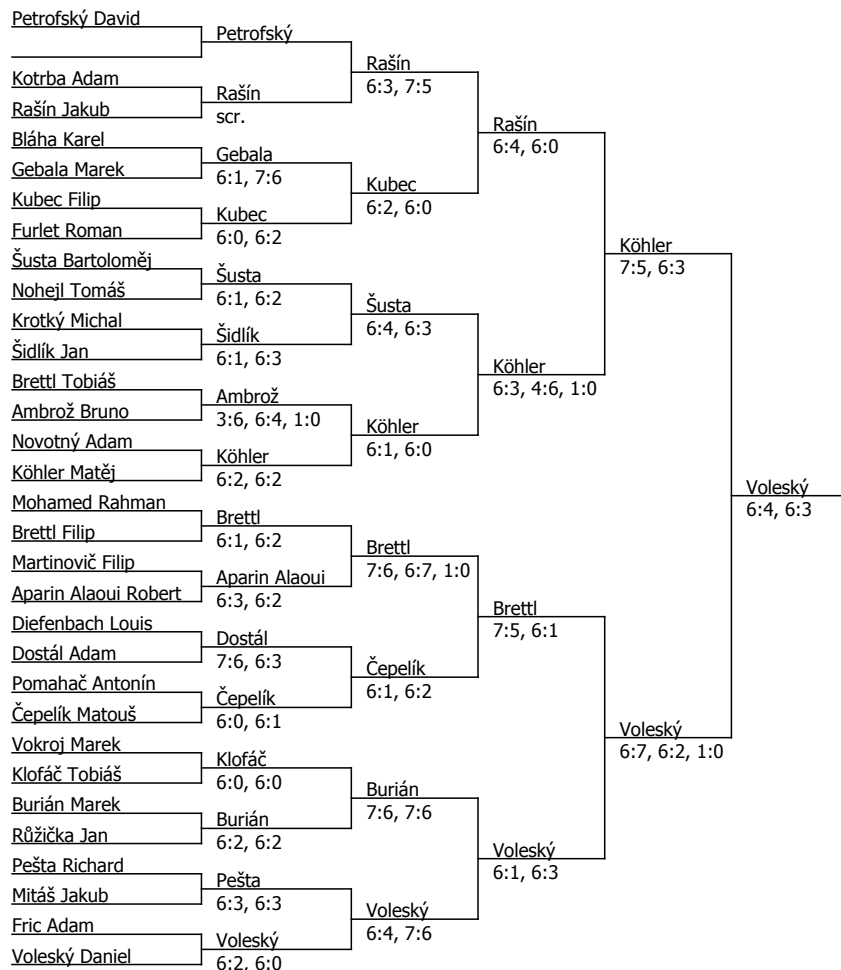 Petrofský David
Kotrba Adam
Rašín Jakub
Bláha Karel
Gebala Marek
Kubec Filip
Furlet Roman
Šusta Bartoloměj
Nohejl Tomáš
Krotký Michal
Šidlík Jan
Brettl Tobiáš
Ambrož Bruno
Novotný Adam
Köhler Matěj
Mohamed Rahman
Brettl Filip
Martinovič Filip
Aparin Alaoui Robert
Diefenbach Louis
Dostál Adam
Pomahač Antonín
Čepelík Matouš
Vokroj Marek
Klofáč Tobiáš
Burián Marek
Růžička Jan
Pešta Richard
Mitáš Jakub
Fric Adam
Voleský Daniel
Petrofský
Rašín
scr.
Gebala
6:1, 7:6
Kubec
6:0, 6:2
Šusta
6:1, 6:2
Šidlík
6:1, 6:3
Ambrož
3:6, 6:4, 1:0
Köhler
6:2, 6:2
Brettl
6:1, 6:2
Aparin Alaoui
6:3, 6:2
Dostál
7:6, 6:3
Čepelík
6:0, 6:1
Klofáč
6:0, 6:0
Burián
6:2, 6:2
Pešta
6:3, 6:3
Voleský
6:2, 6:0
Rašín
6:3, 7:5
Kubec
6:2, 6:0
Šusta
6:4, 6:3
Köhler
6:1, 6:0
Brettl
7:6, 6:7, 1:0
Čepelík
6:1, 6:2
Burián
7:6, 7:6
Voleský
6:4, 7:6
Rašín
6:4, 6:0
Köhler
6:3, 4:6, 1:0
Brettl
7:5, 6:1
Voleský
6:1, 6:3
Köhler
7:5, 6:3
Voleský
6:7, 6:2, 1:0
Voleský
6:4, 6:3